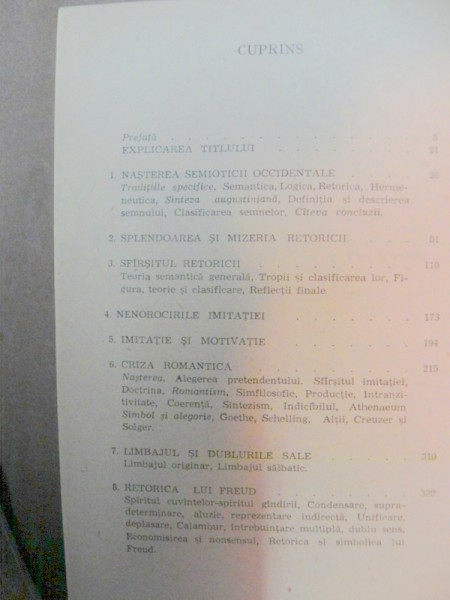 CUPRINS
Prefață . . . . . . . . . . . . . 5
EXPLICAREA TITLULUI . . . . . . .
1. NAȘTEREA SEMIOTICII OCCIDENTALE . . . .
Tradițiile specifice, Semantica, Logica, Retorica, Herme-
neutica, Sinteza augustiniană, Definiția și descrierea
semnului, Clasificarea semnelor, Citeva concluzii.
2. SPLENDOAREA ȘI MIZERIA RETORICII . . . .
3. SFÎRȘITUL RETORICII . . . . . . .
Teoria semantică generală, Tropii și clasificarea lor, Fi-
gura, teorie și clasificare, Reflecții finale
4. NENOROCIRILE IMITAȚIEI . . . . . . 173
5. IMITAȚIE ȘI MOTIVAȚIE . . . . . . 194
6. CRIZA ROMANTICĂ . . . . . . . 215
Nașterea, Alegerea pretendentului. Sfîrșitul imitației,
Doctrina, Romantism, Simfilosofie, Producție, Intranzi-
tivitate, Coerență, Sintezism, Indicibilul, Athenaeum
Simbol și alegorie, Goethe, Schelling, Alții, Creuzer și
Solger.
7. LIMBAJUL ȘI DUBLURILE SALE . . . . 310
Limbajul originar, Limbajul sălbatic.
8. RETORICA LUI FREUD . . . . . .
Spiritul cuvintelor-spiritul gîndirii, Condensare, supra-
determinare, aluzie, reprezentare indirectă, Unificare,
deplasare, Calambur, întrebuințare multiplă, dublu sens,
Economisirea și nonsensul, Retorica și simbolica lui
Freud.